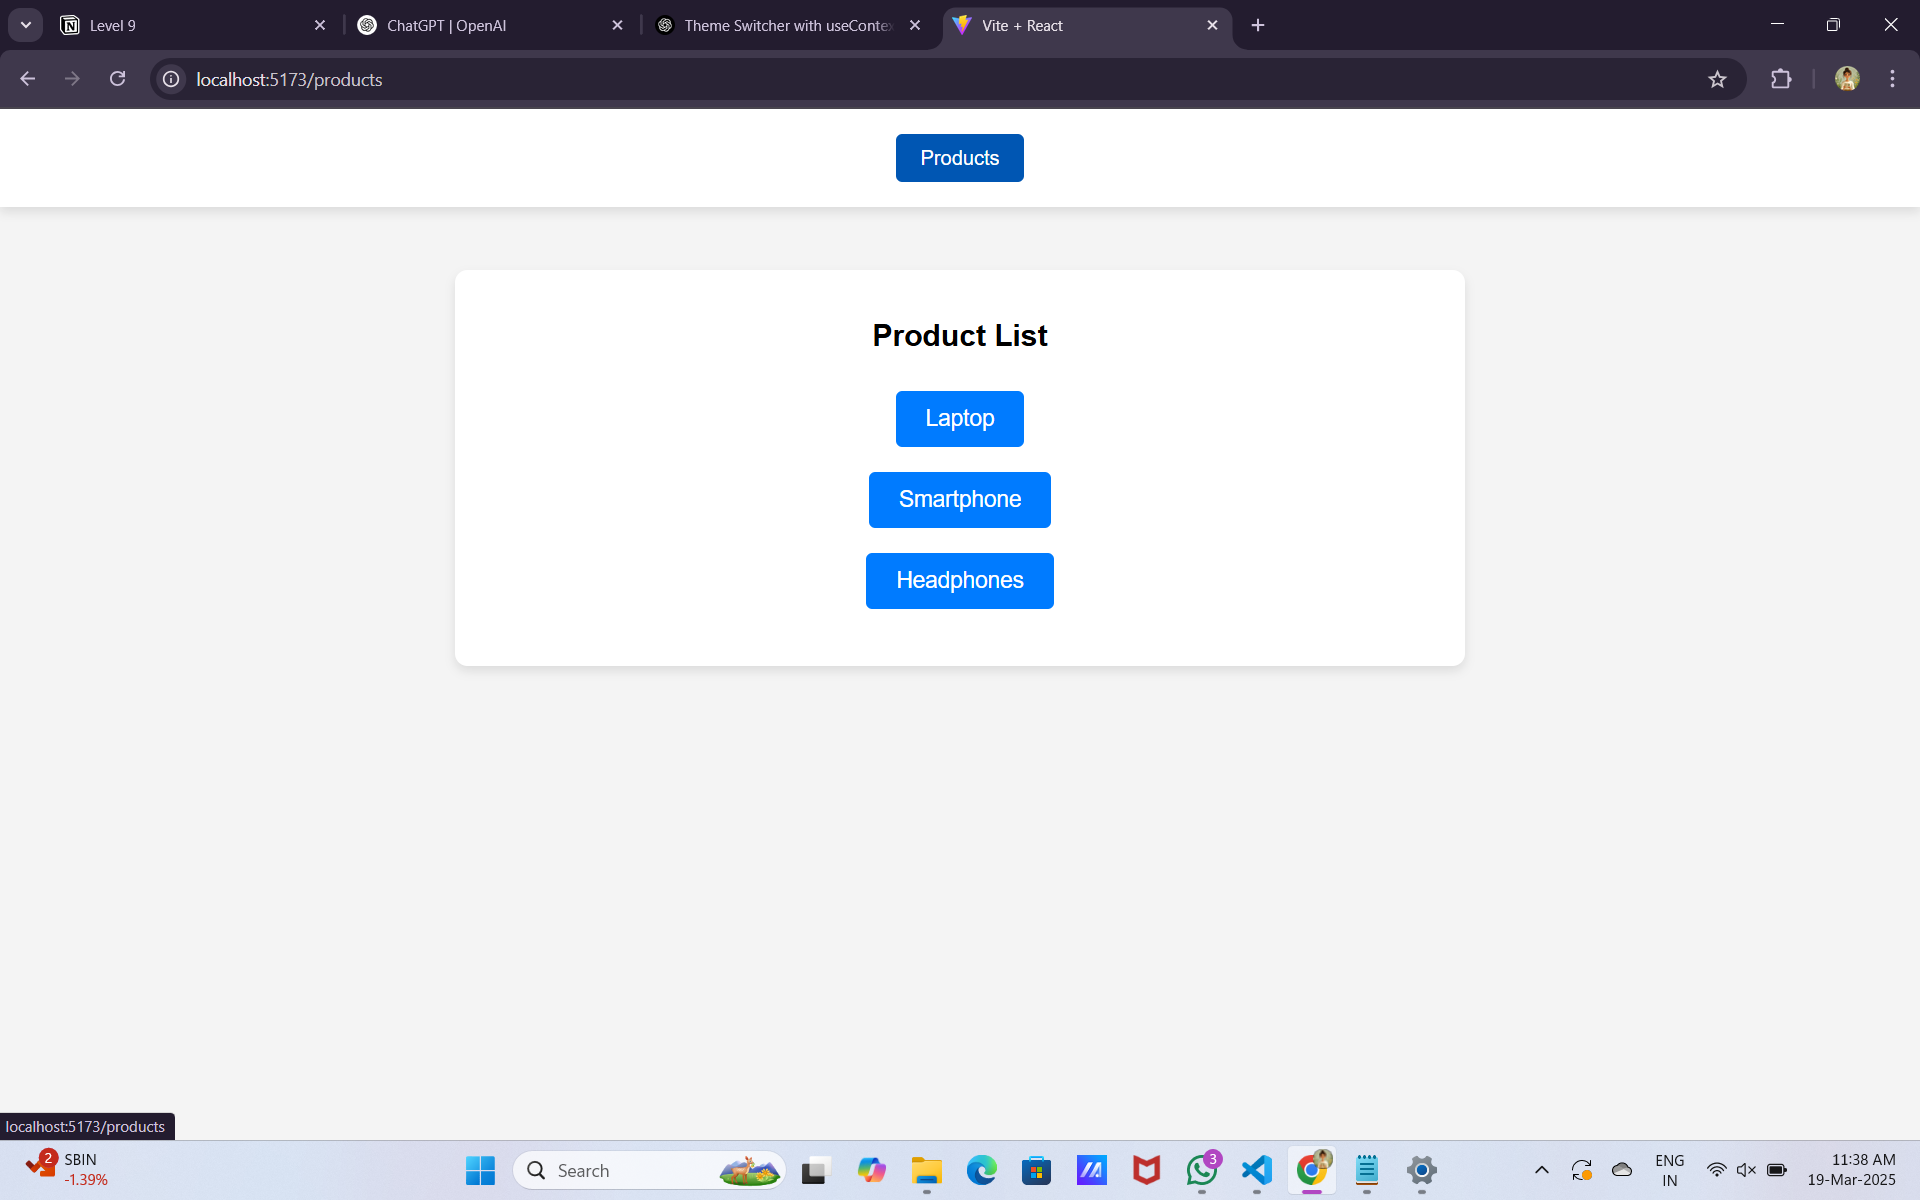 Level 9
ChatGPT | OpenAI
Theme Switcher with useContex
Vite + React
localhost:5173/products
Products
Product List
Laptop
Smartphone
Headphones
localhost:5173/products
2
SBIN
-1.39%
Search
3
ENG
IN
11:38 AM
19-Mar-2025